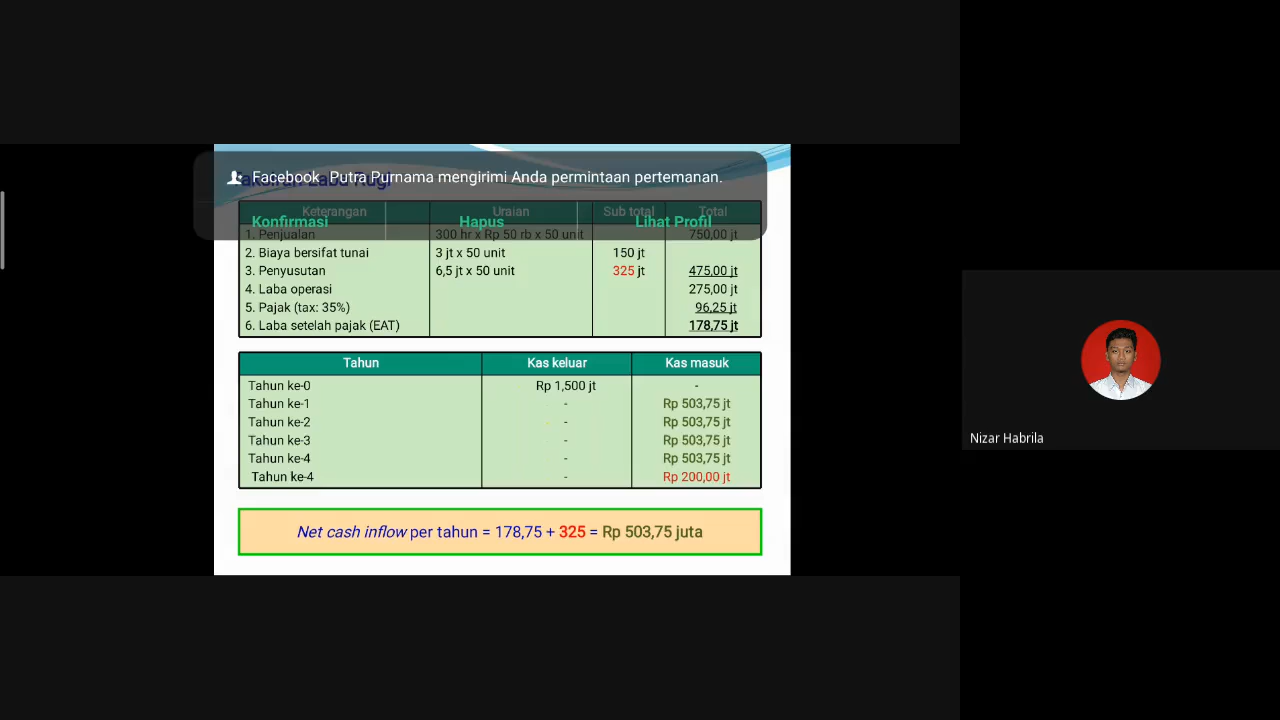 Facebook Putra Purnama mengirimi Anda permintaan pertemanan.
Konfirmasi Hapus Lihat Profil
Keterangan Uraian Sub total Total
1. Penjualan 300 hr x Rp 50 rb x 50 unit 750,00 jt
2. Biaya bersifat tunai 3 jt x 50 unit 150 jt
3. Penyusutan 6,5 jt x 50 unit 325 jt 475,00 jt
4. Laba operasi 275,00 jt
5. Pajak (tax: 35%) 96,25 jt
6. Laba setelah pajak (EAT) 178,75 jt
Tahun Kas keluar Kas masuk
Tahun ke-0 Rp 1,500 jt -
Tahun ke-1 - Rp 503,75 jt
Tahun ke-2 - Rp 503,75 jt
Tahun ke-3 - Rp 503,75 jt
Tahun ke-4 - Rp 503,75 jt
Tahun ke-4 - Rp 200,00 jt
Net cash inflow per tahun = 178,75 + 325 = Rp 503,75 juta
Nizar Habrila